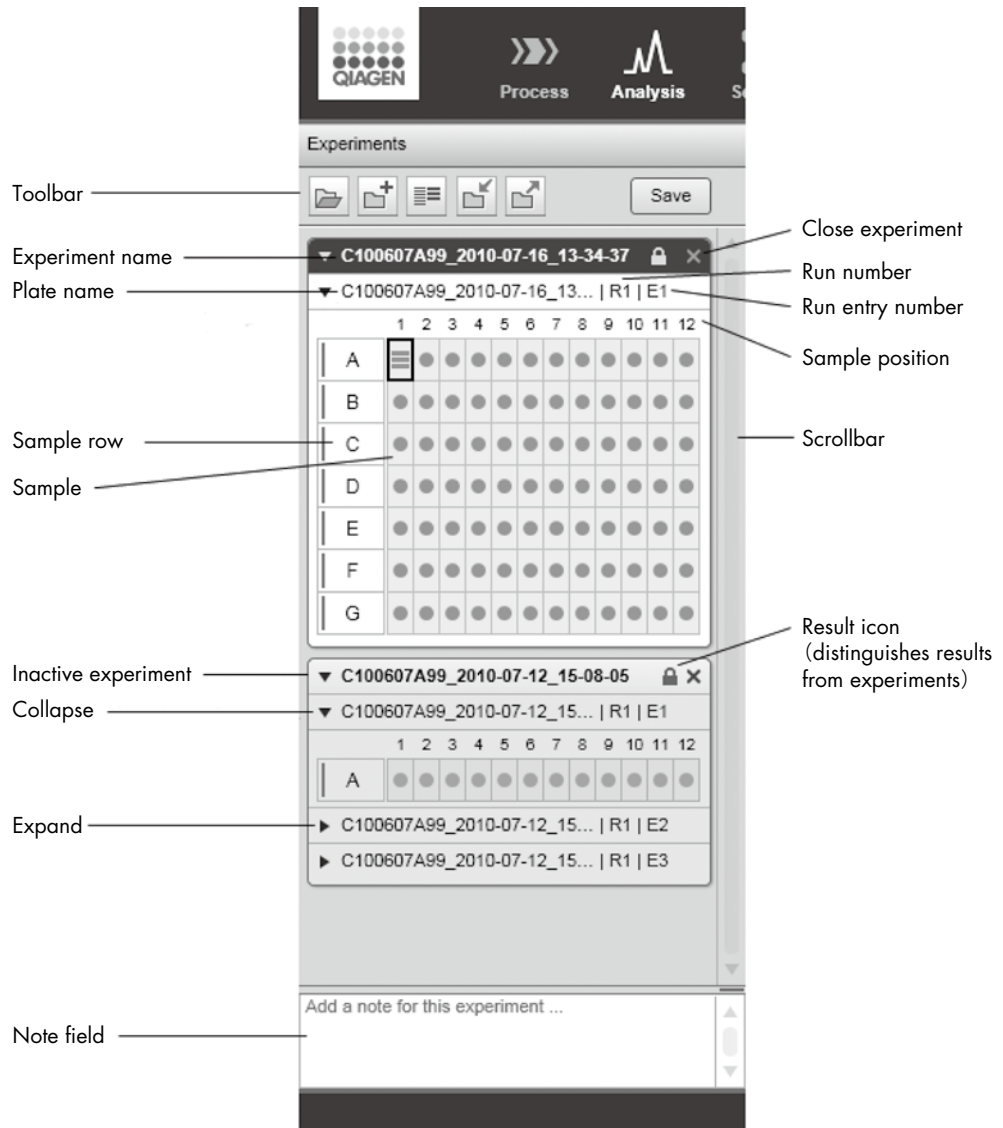 QIAGEN
Process
Analysis
Experiments
Toolbar
Save
Close experiment
Experiment name
C100607A99_2010-07-16_13-34-37
Run number
Plate name
C100607A99_2010-07-16_13... | R1 | E1
Run entry number
1 2 3 4 5 6 7 8 9 10 11 12
Sample position
A
B
Sample row
C
Scrollbar
Sample
D
E
F
G
Result icon
(distinguishes results
from experiments)
Inactive experiment
C100607A99_2010-07-12_15-08-05
Collapse
C100607A99_2010-07-12_15... | R1 | E1
1 2 3 4 5 6 7 8 9 10 11 12
A
Expand
C100607A99_2010-07-12_15... | R1 | E2
C100607A99_2010-07-12_15... | R1 | E3
Add a note for this experiment ...
Note field